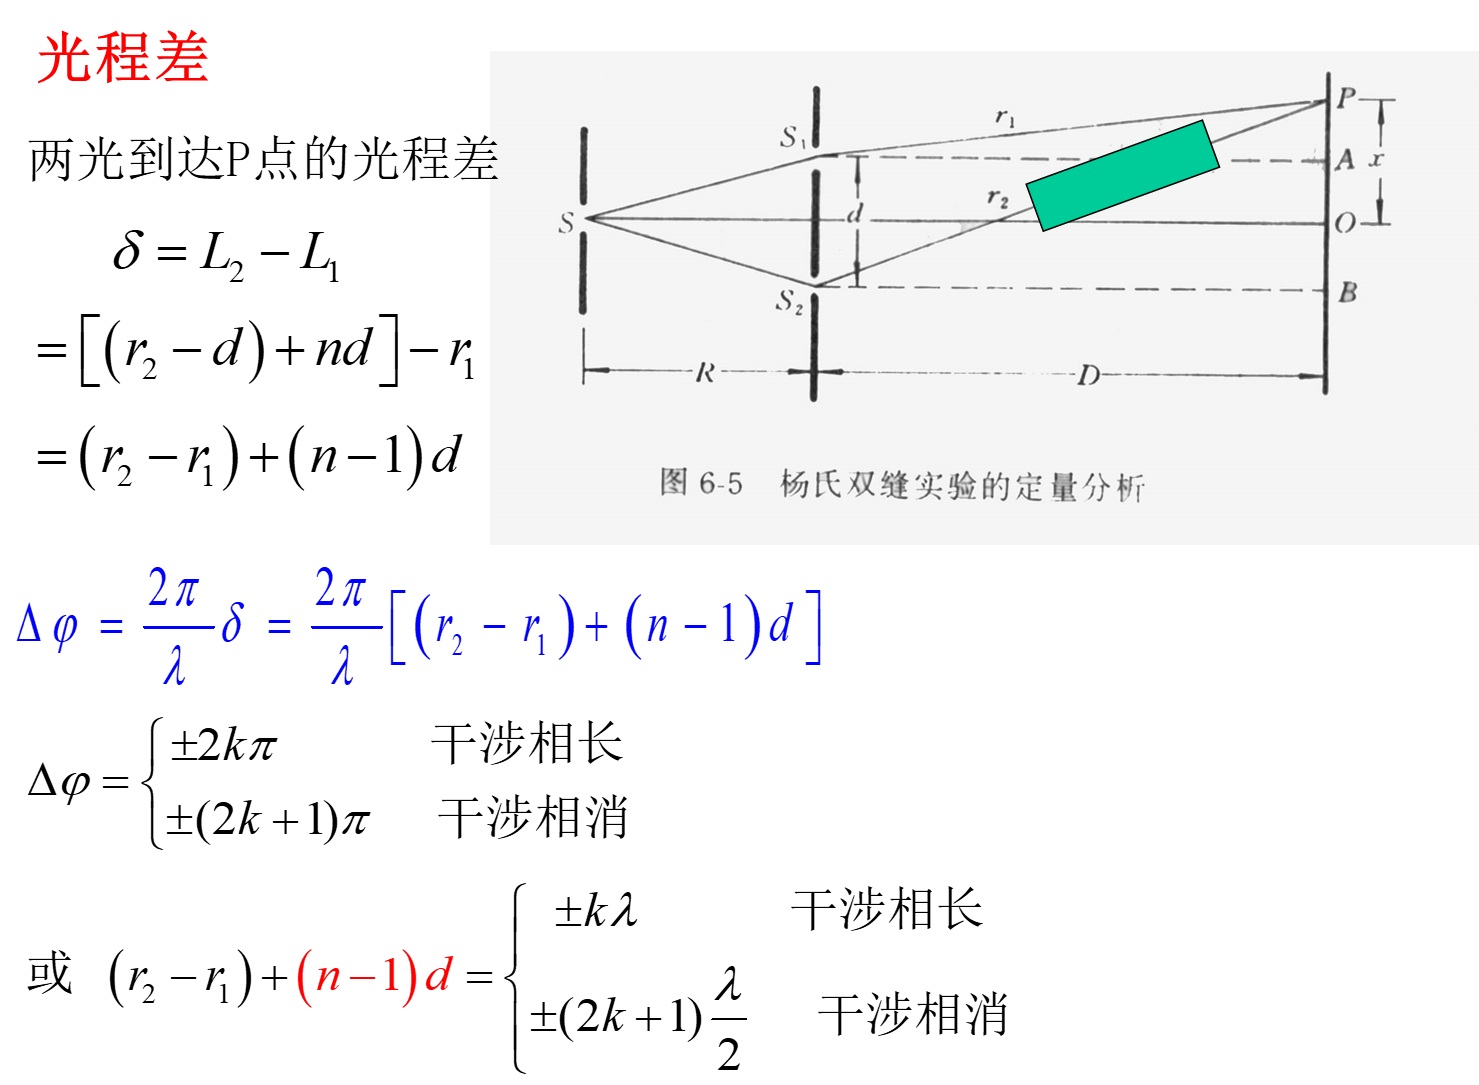 光程差
两光到达P点的光程差
δ = L₂ − L₁
= [(r₂ − d) + nd] − r₁
= (r₂ − r₁) + (n − 1)d
S
S₁
S₂
r₁
r₂
d
R
D
P
A
x
O
B
图 6-5 杨氏双缝实验的定量分析
Δφ = 2π/λ δ = 2π/λ [(r₂ − r₁) + (n − 1)d]
Δφ = {
±2kπ 干涉相长
±(2k + 1)π 干涉相消
或 (r₂ − r₁) + (n − 1)d = {
±kλ 干涉相长
±(2k + 1) λ/2 干涉相消